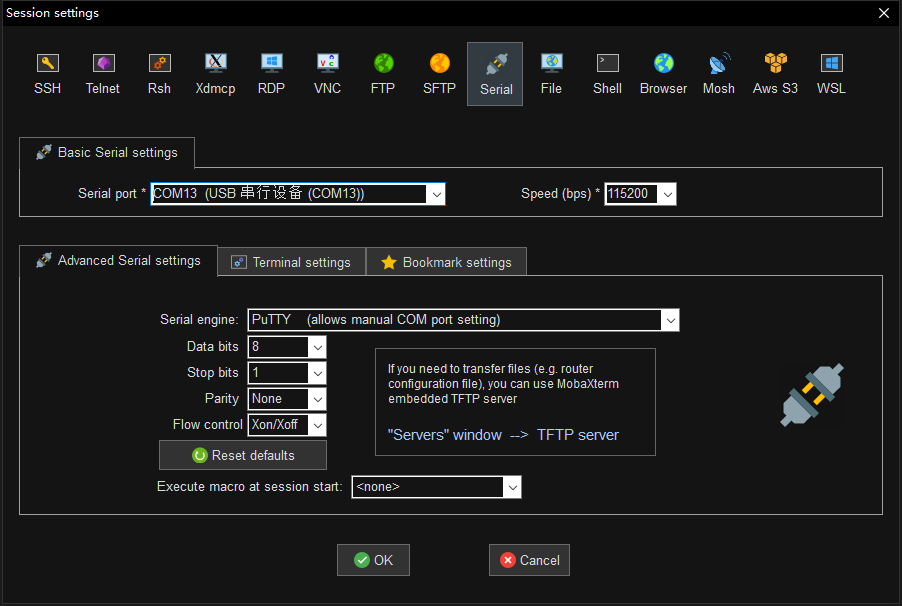 Session settings
SSH Telnet Rsh Xdmcp RDP VNC FTP SFTP Serial File Shell Browser Mosh Aws S3 WSL
Basic Serial settings
Serial port * COM13 (USB 串行设备 (COM13)) Speed (bps) * 115200
Advanced Serial settings Terminal settings Bookmark settings
Serial engine: PuTTY (allows manual COM port setting)
Data bits 8
Stop bits 1
Parity None
Flow control Xon/Xoff
If you need to transfer files (e.g. router
configuration file), you can use MobaXterm
embedded TFTP server
"Servers" window --> TFTP server
Reset defaults
Execute macro at session start: <none>
OK Cancel